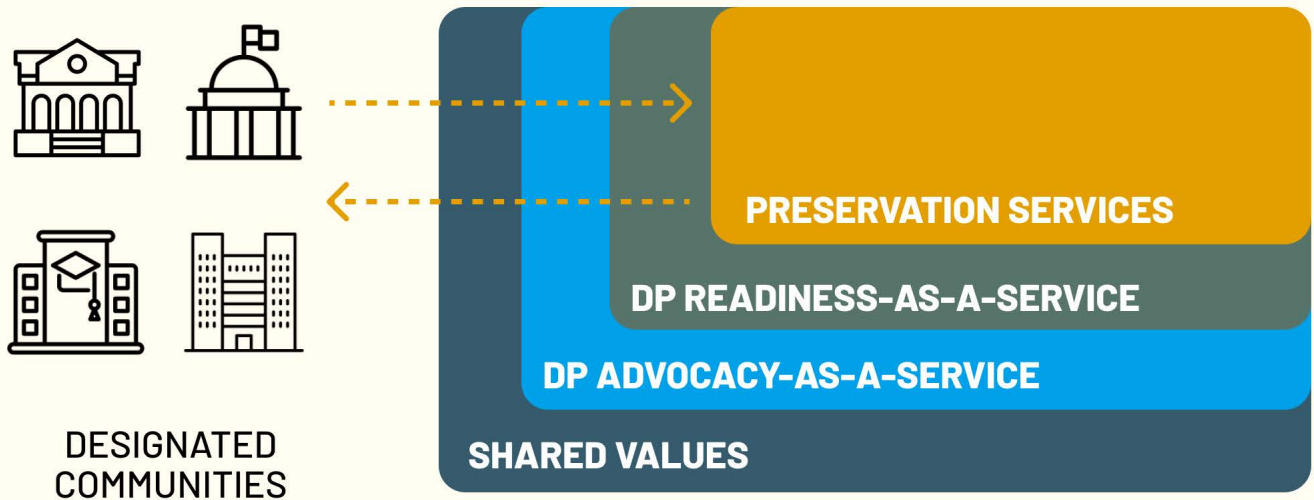 PRESERVATION SERVICES
DP READINESS-AS-A-SERVICE
DP ADVOCACY-AS-A-SERVICE
SHARED VALUES
DESIGNATED
COMMUNITIES